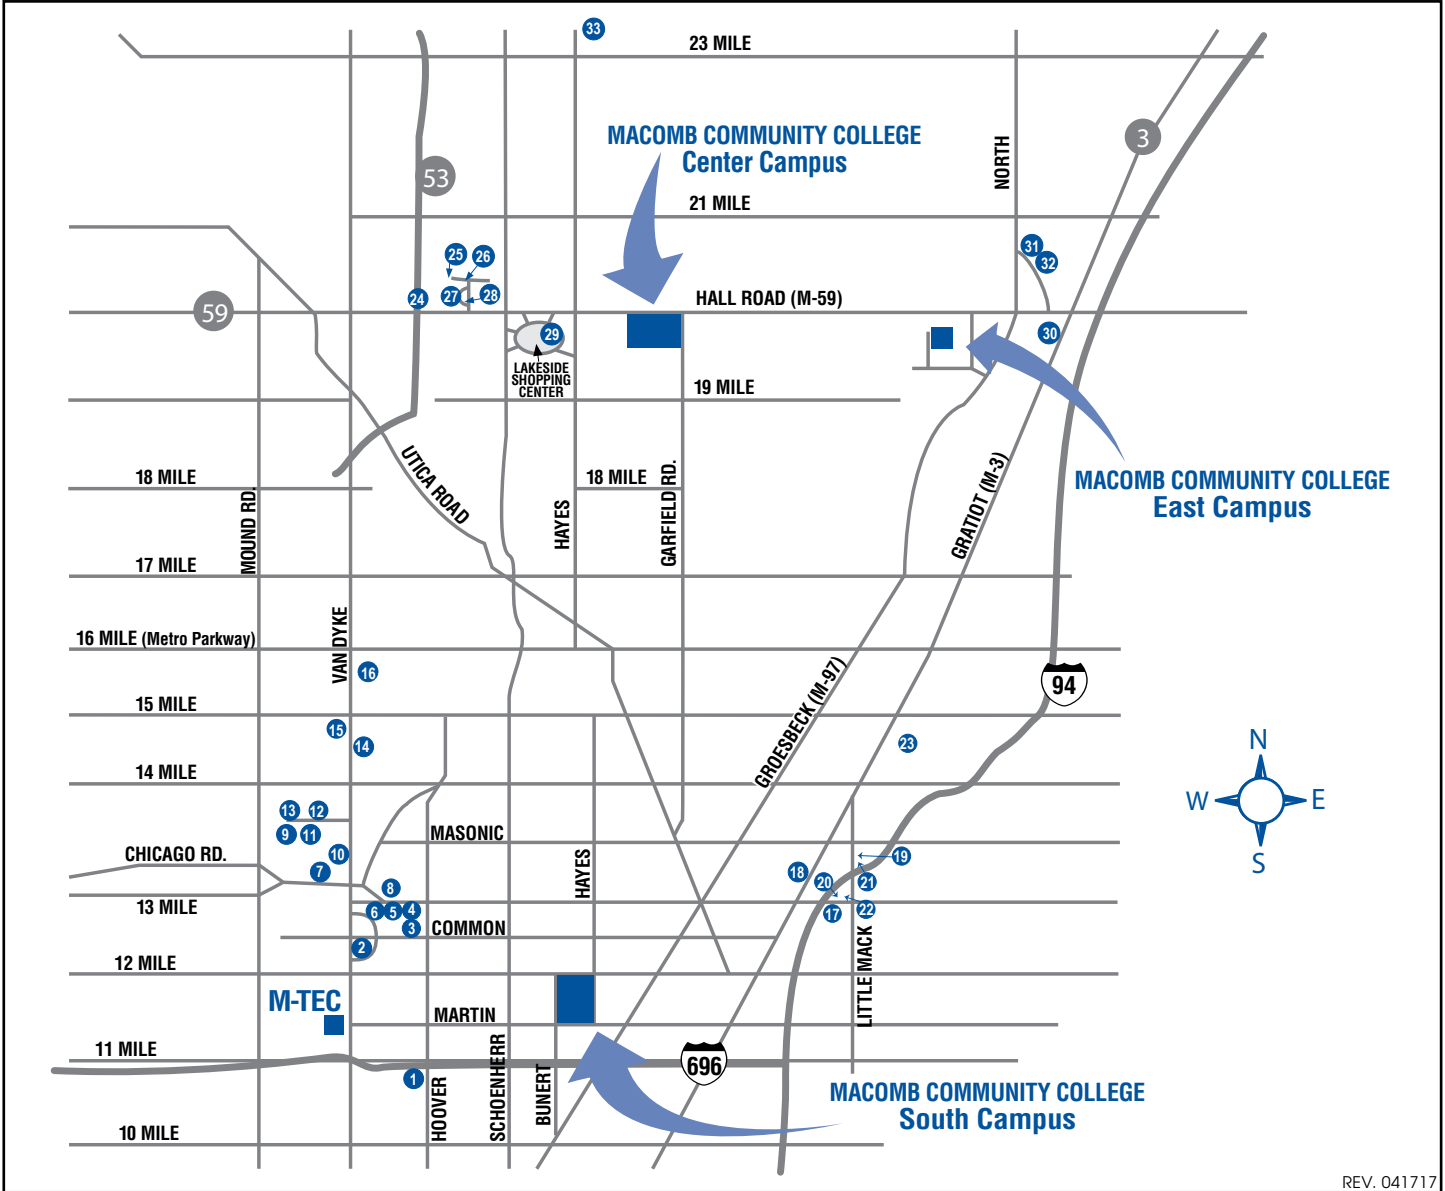 33
23 MILE
MACOMB COMMUNITY COLLEGE
Center Campus
3
53
NORTH
21 MILE
31
32
25
26
27
28
24
59
HALL ROAD (M-59)
29
30
LAKESIDE
SHOPPING
CENTER
19 MILE
UTICA ROAD
18 MILE
18 MILE
MOUND RD.
HAYES
GARFIELD RD.
GRATIOT (M-3)
MACOMB COMMUNITY COLLEGE
East Campus
17 MILE
16 MILE (Metro Parkway)
VAN DYKE
16
94
15 MILE
GROESBECK (M-97)
15
14
23
14 MILE
N
W
E
S
13
12
9
11
MASONIC
10
CHICAGO RD.
7
HAYES
18
19
20
21
8
13 MILE
6
5
4
17
22
3
COMMON
2
LITTLE MACK
12 MILE
M-TEC
MARTIN
11 MILE
696
1
HOOVER
SCHOENHERR
BUNERT
MACOMB COMMUNITY COLLEGE
South Campus
10 MILE
REV. 041717